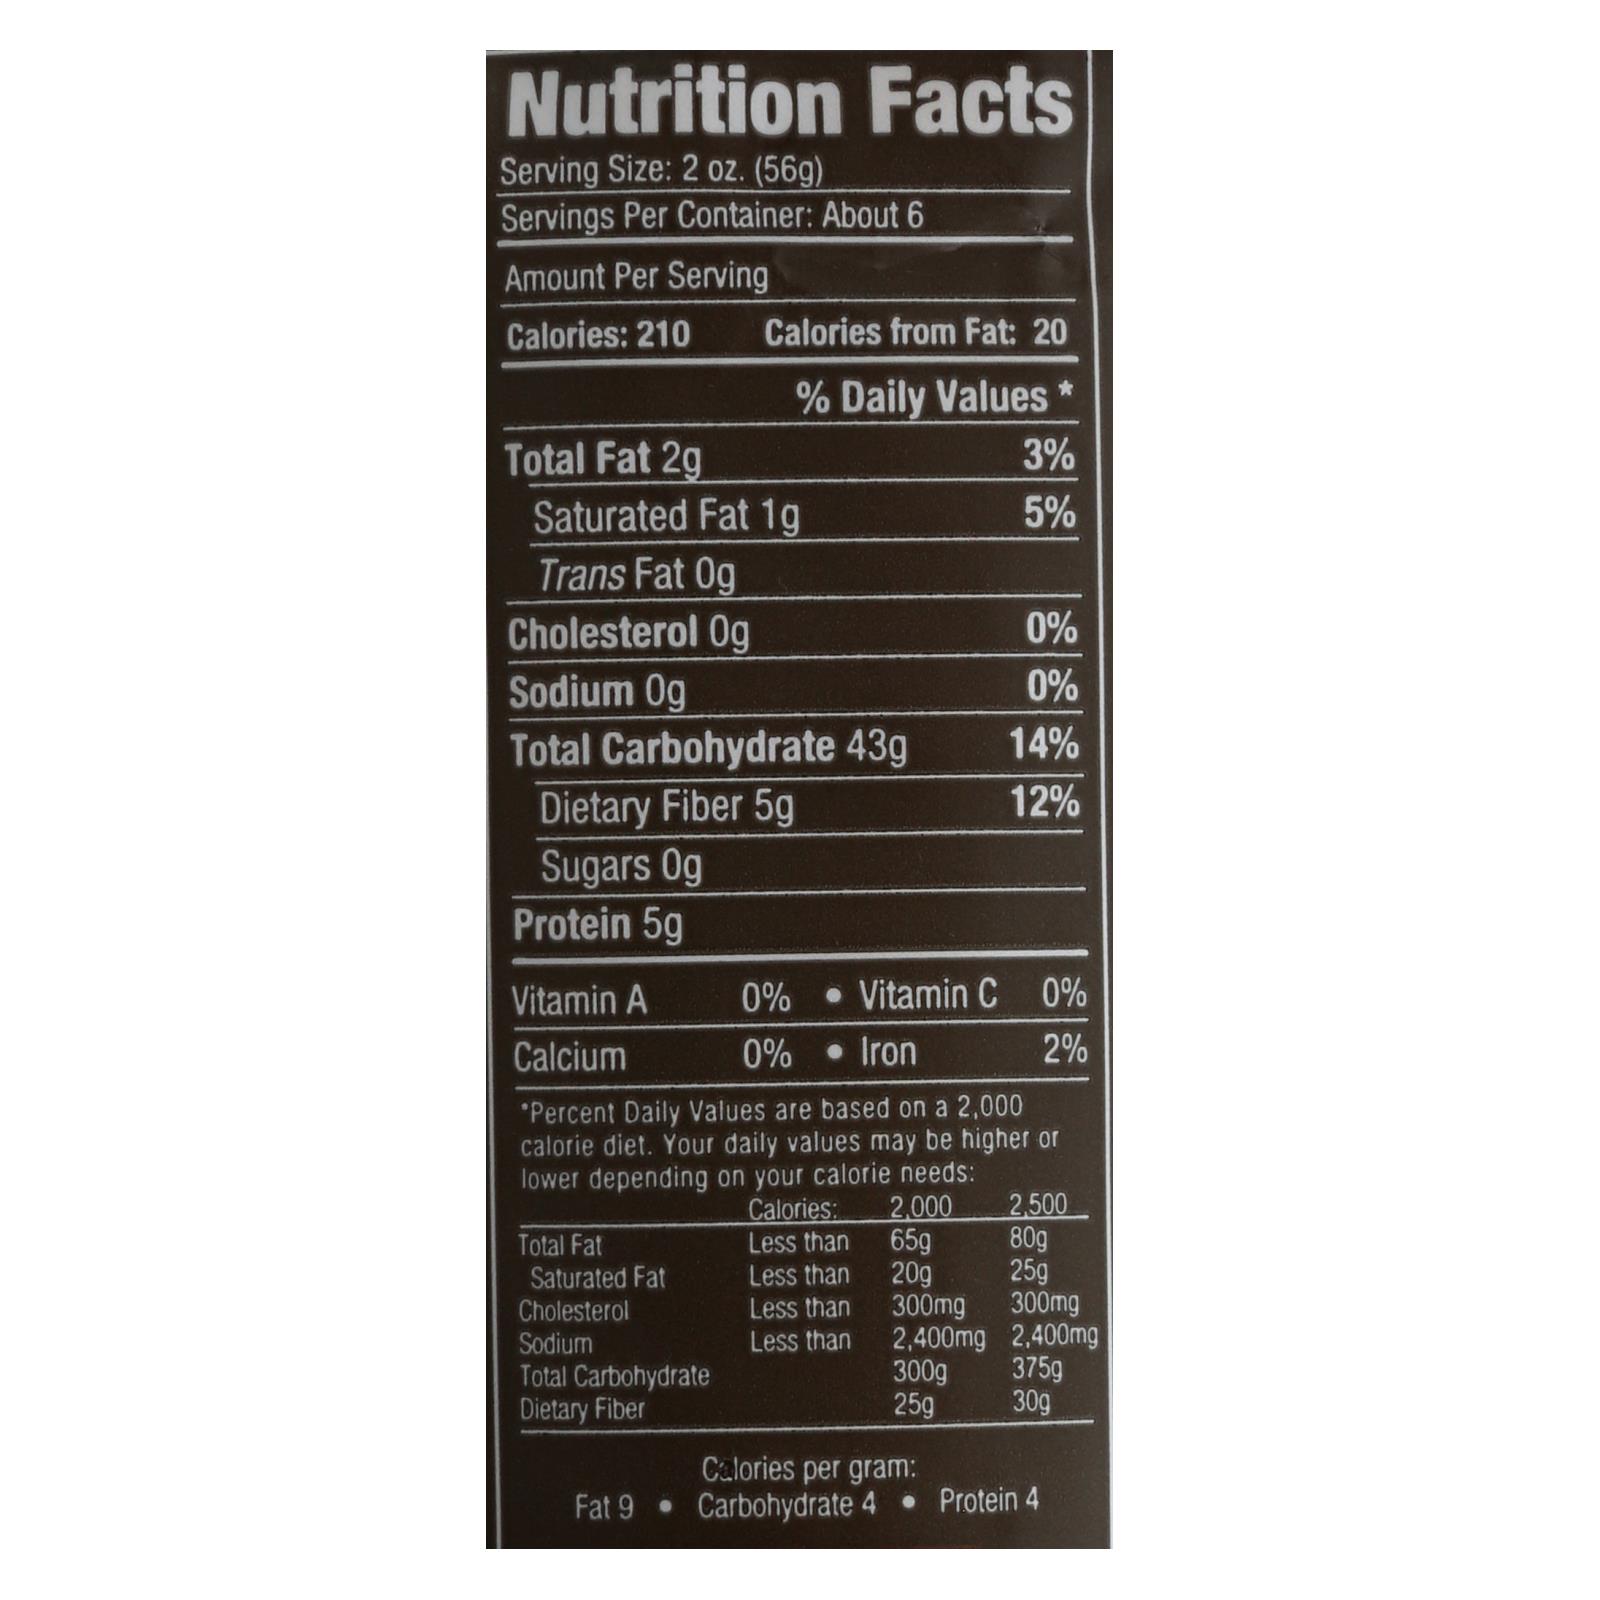 Nutrition Facts
Serving Size: 2 oz. (56g)
Servings Per Container: About 6
Amount Per Serving
Calories: 210 Calories from Fat: 20
% Daily Values *
Total Fat 2g 3%
Saturated Fat 1g 5%
Trans Fat 0g
Cholesterol 0g 0%
Sodium 0g 0%
Total Carbohydrate 43g 14%
Dietary Fiber 5g 12%
Sugars 0g
Protein 5g
Vitamin A 0% • Vitamin C 0%
Calcium 0% • Iron 2%
*Percent Daily Values are based on a 2,000
calorie diet. Your daily values may be higher or
lower depending on your calorie needs:
Calories: 2,000 2,500
Total Fat Less than 65g 80g
Saturated Fat Less than 20g 25g
Cholesterol Less than 300mg 300mg
Sodium Less than 2,400mg 2,400mg
Total Carbohydrate 300g 375g
Dietary Fiber 25g 30g
Calories per gram:
Fat 9 • Carbohydrate 4 • Protein 4